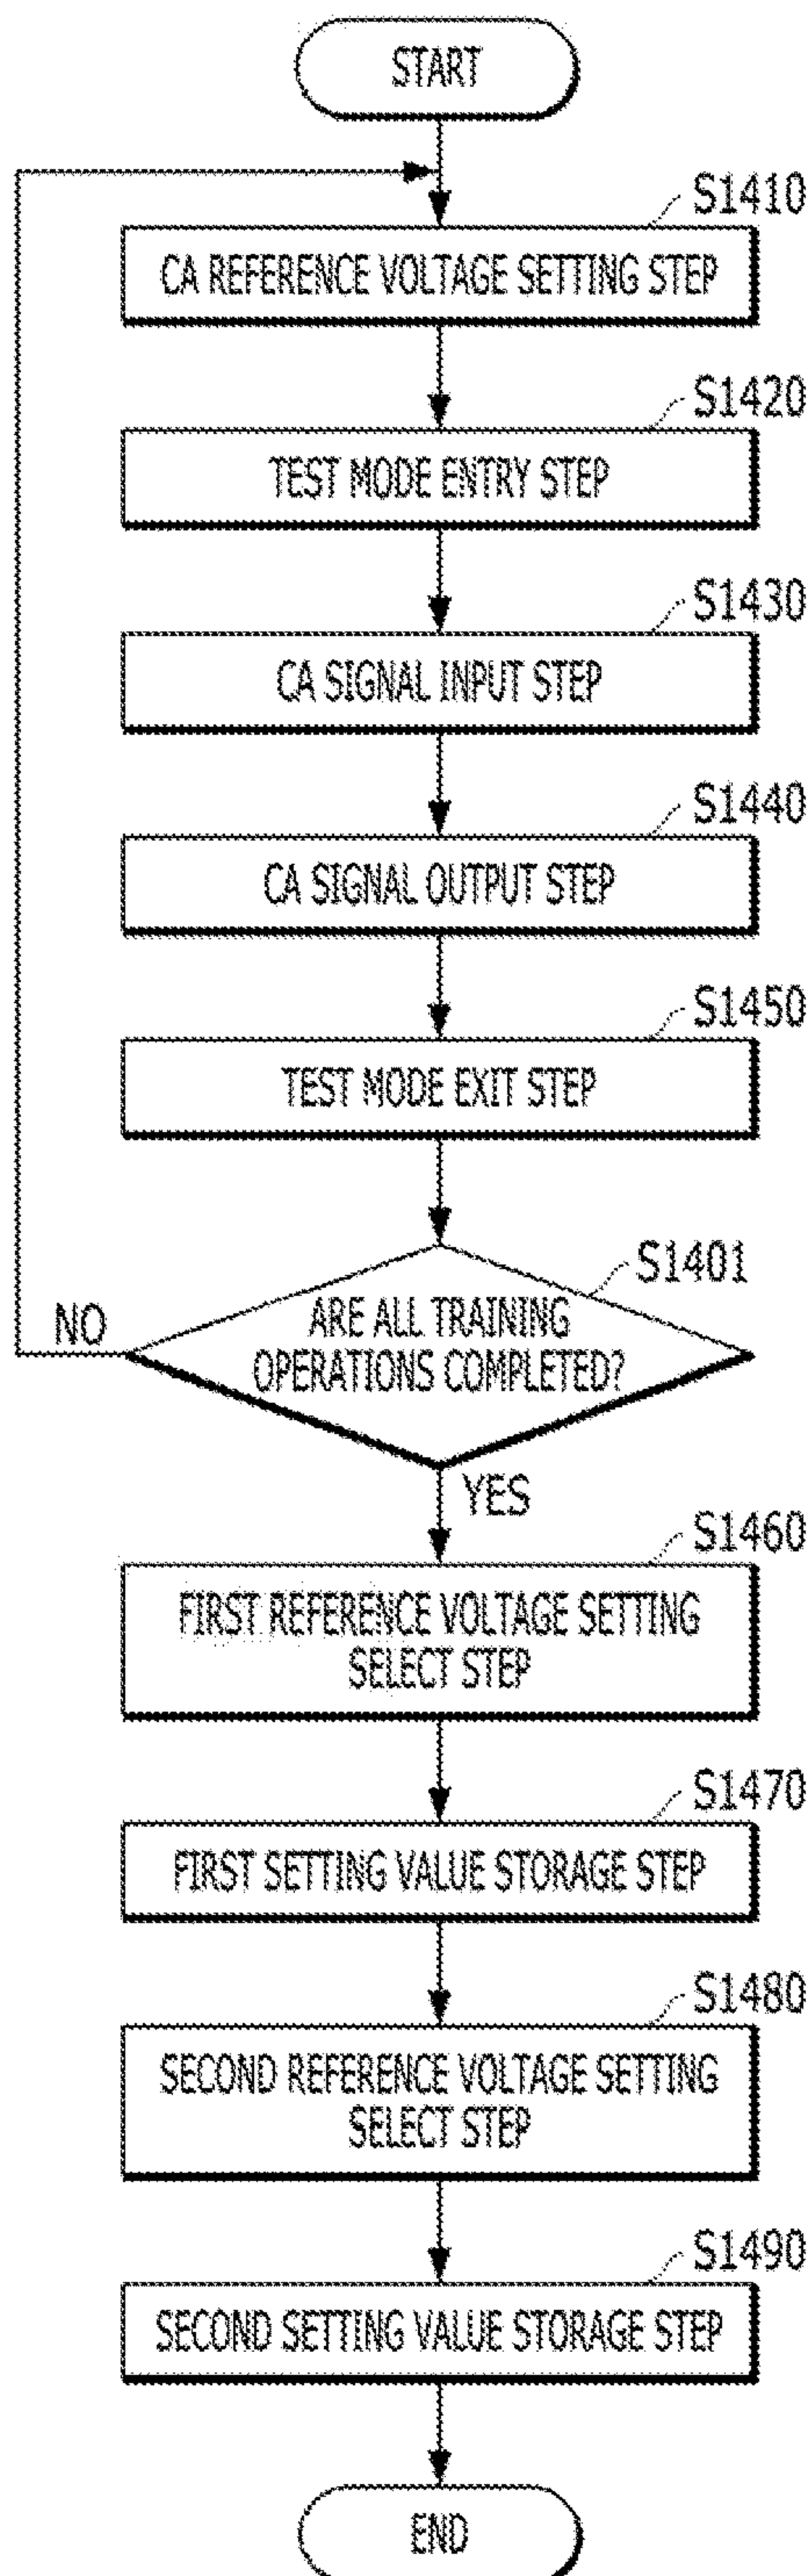 START
S1410
CA REFERENCE VOLTAGE SETTING STEP
S1420
TEST MODE ENTRY STEP
S1430
CA SIGNAL INPUT STEP
S1440
CA SIGNAL OUTPUT STEP
S1450
TEST MODE EXIT STEP
S1401
ARE ALL TRAINING
OPERATIONS COMPLETED?
NO
YES
S1460
FIRST REFERENCE VOLTAGE SETTING
SELECT STEP
S1470
FIRST SETTING VALUE STORAGE STEP
S1480
SECOND REFERENCE VOLTAGE SETTING
SELECT STEP
S1490
SECOND SETTING VALUE STORAGE STEP
END